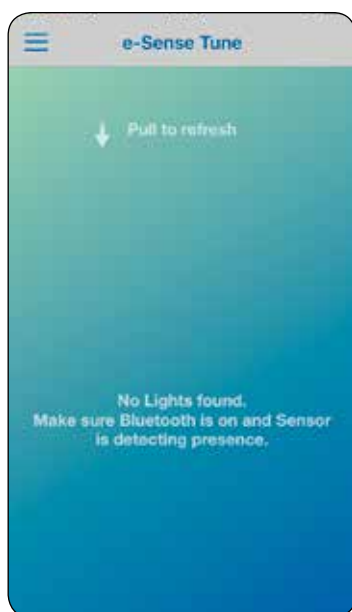 e-Sense Tune
Pull to refresh
No Lights found.
Make sure Bluetooth is on and Sensor
is detecting presence.